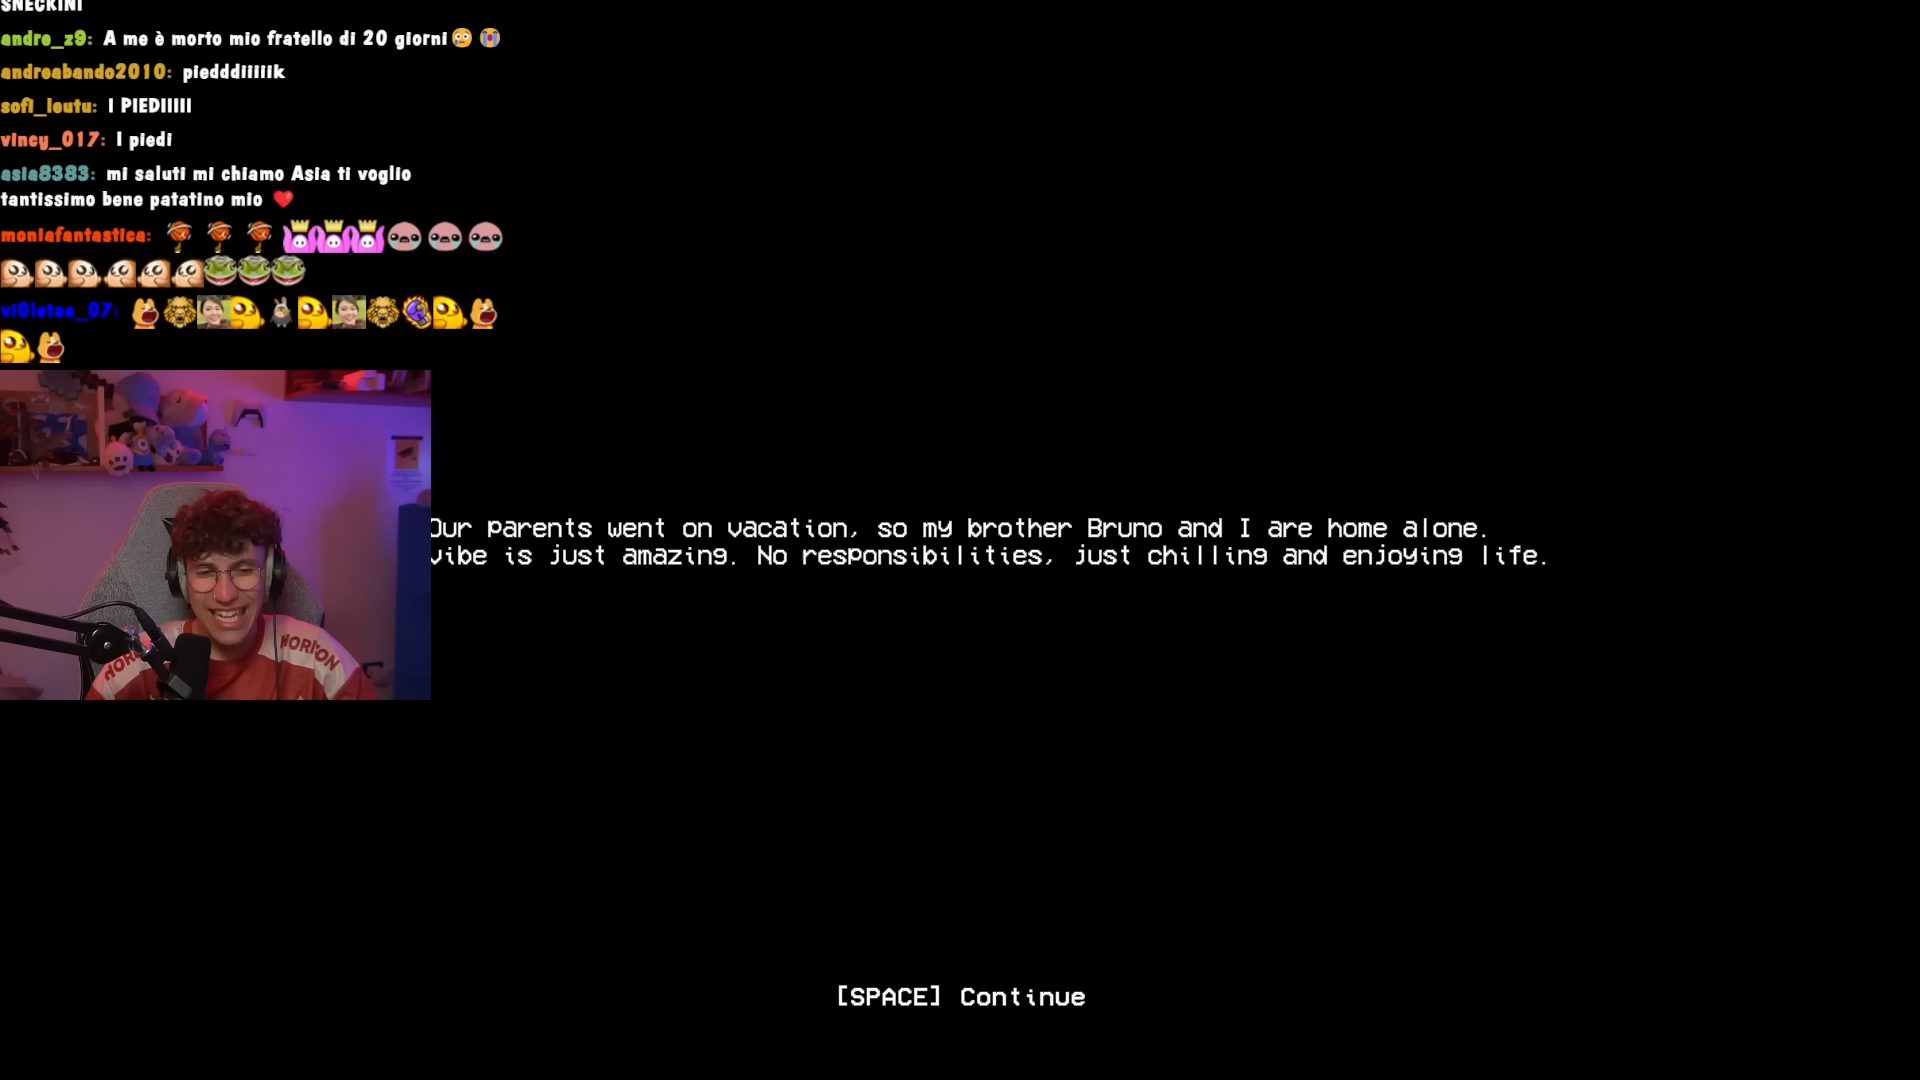 SNECKINI
andre_z9: A me è morto mio fratello di 20 giorni
andreabando2010: piedddiiiiik
sofi_leutu: I PIEDIIIII
vincy_017: I piedi
asia8383: mi saluti mi chiamo Asia ti voglio
tantissimo bene patatino mio
moniafantastica:
vi0letaa_07:
Our parents went on vacation, so my brother Bruno and I are home alone.
vibe is just amazing. No responsibilities, just chilling and enjoying life.
HORIZON
[SPACE] Continue